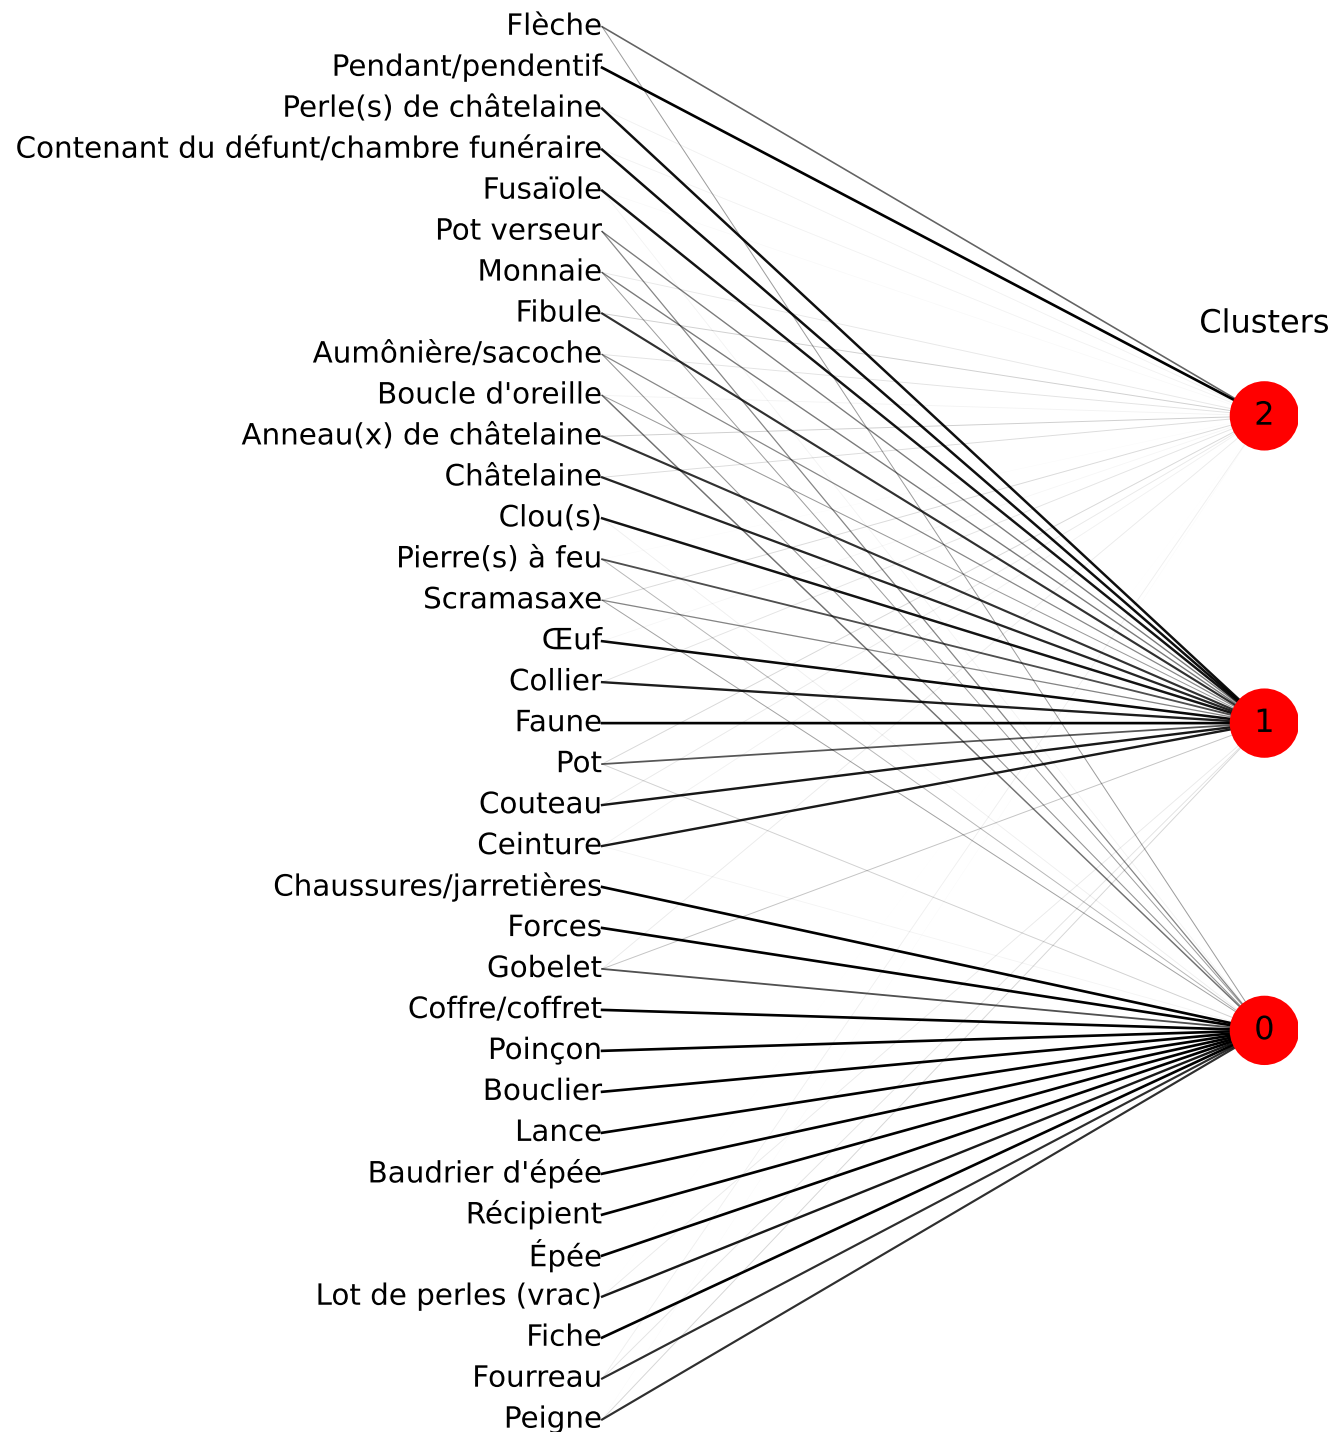 Flèche
Pendant/pendentif
Perle(s) de châtelaine
Contenant du défunt/chambre funéraire
Fusaïole
Pot verseur
Monnaie
Fibule
Clusters
Aumônière/sacoche
Boucle d'oreille
2
Anneau(x) de châtelaine
Châtelaine
Clou(s)
Pierre(s) à feu
Scramasaxe
Œuf
Collier
Faune
1
Pot
Couteau
Ceinture
Chaussures/jarretières
Forces
Gobelet
Coffre/coffret
0
Poinçon
Bouclier
Lance
Baudrier d'épée
Récipient
Épée
Lot de perles (vrac)
Fiche
Fourreau
Peigne